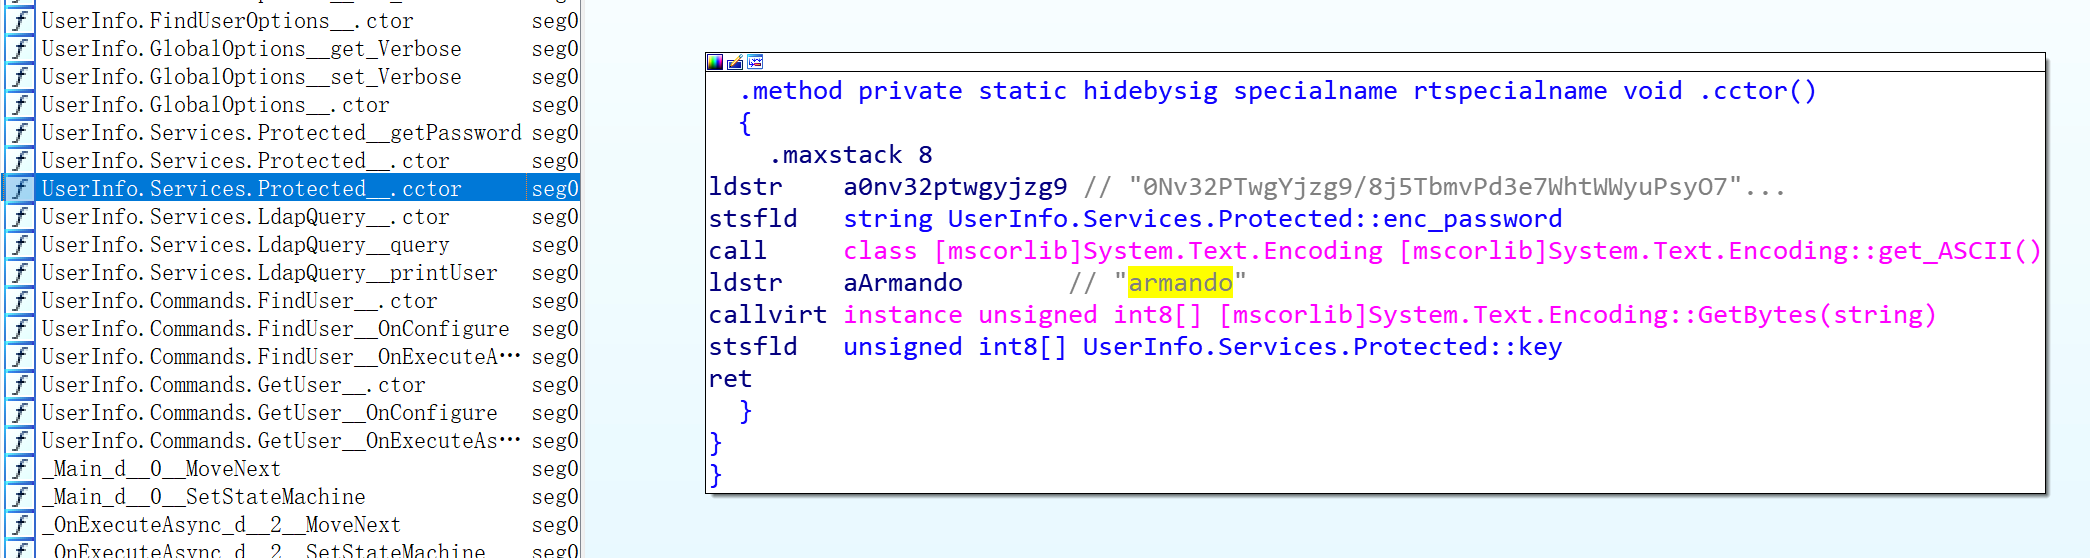 UserInfo.FindUserOptions__.ctor seg0
UserInfo.GlobalOptions__get_Verbose seg0
UserInfo.GlobalOptions__set_Verbose seg0
UserInfo.GlobalOptions__.ctor seg0
UserInfo.Services.Protected__getPassword seg0
UserInfo.Services.Protected__.ctor seg0
UserInfo.Services.Protected__.cctor seg0
UserInfo.Services.LdapQuery__.ctor seg0
UserInfo.Services.LdapQuery__query seg0
UserInfo.Services.LdapQuery__printUser seg0
UserInfo.Commands.FindUser__.ctor seg0
UserInfo.Commands.FindUser__OnConfigure seg0
UserInfo.Commands.FindUser__OnExecuteA… seg0
UserInfo.Commands.GetUser__.ctor seg0
UserInfo.Commands.GetUser__OnConfigure seg0
UserInfo.Commands.GetUser__OnExecuteAs… seg0
_Main_d__0__MoveNext seg0
_Main_d__0__SetStateMachine seg0
_OnExecuteAsync_d__2__MoveNext seg0
_OnExecuteAsync_d__2__SetStateMachine seg0
.method private static hidebysig specialname rtspecialname void .cctor()
{
.maxstack 8
ldstr a0nv32ptwgyjzg9 // "0Nv32PTwgYjzg9/8j5TbmvPd3e7WhtWWyuPsyO7"...
stsfld string UserInfo.Services.Protected::enc_password
call class [mscorlib]System.Text.Encoding [mscorlib]System.Text.Encoding::get_ASCII()
ldstr aArmando // "armando"
callvirt instance unsigned int8[] [mscorlib]System.Text.Encoding::GetBytes(string)
stsfld unsigned int8[] UserInfo.Services.Protected::key
ret
}
}
}